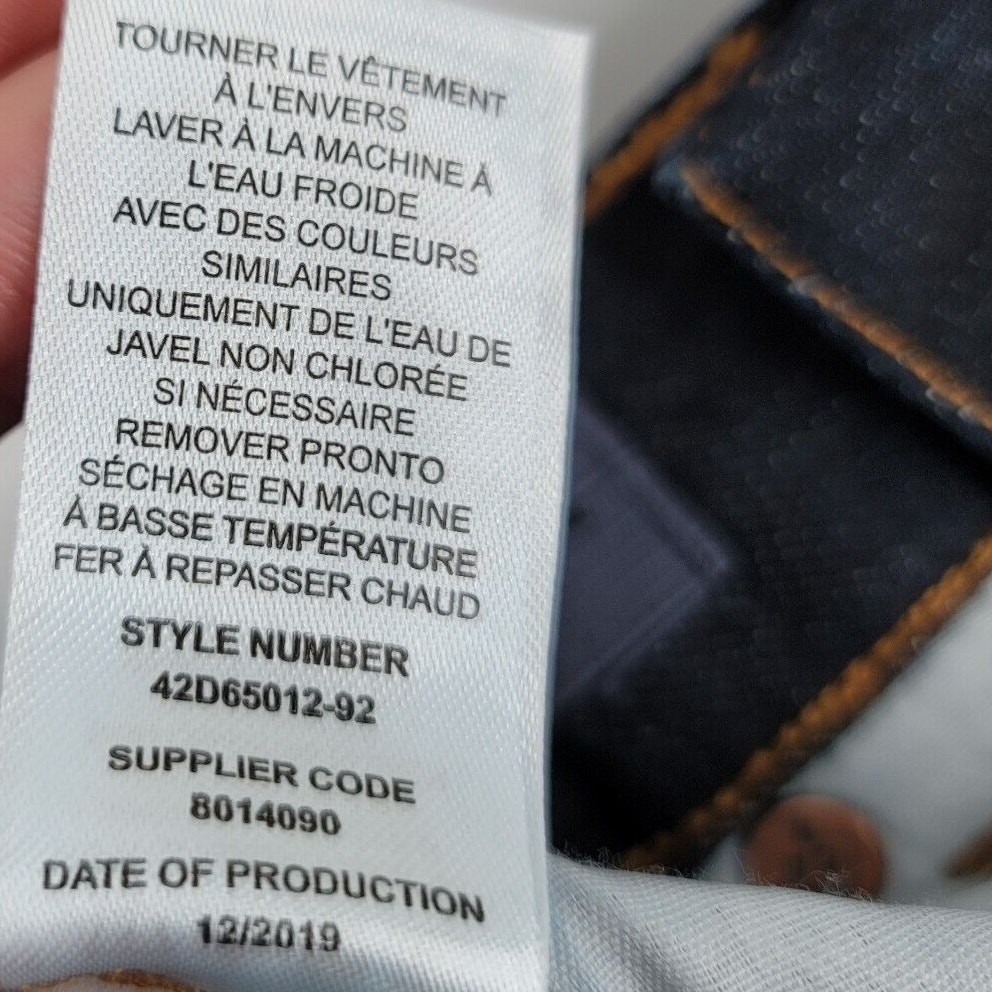 TOURNER LE VÊTEMENT
À L'ENVERS
LAVER À LA MACHINE À
L'EAU FROIDE
AVEC DES COULEURS
SIMILAIRES
UNIQUEMENT DE L'EAU DE
JAVEL NON CHLORÉE
SI NÉCESSAIRE
REMOVER PRONTO
SÉCHAGE EN MACHINE
À BASSE TEMPÉRATURE
FER À REPASSER CHAUD
STYLE NUMBER
42D65012-92
SUPPLIER CODE
8014090
DATE OF PRODUCTION
12/2019